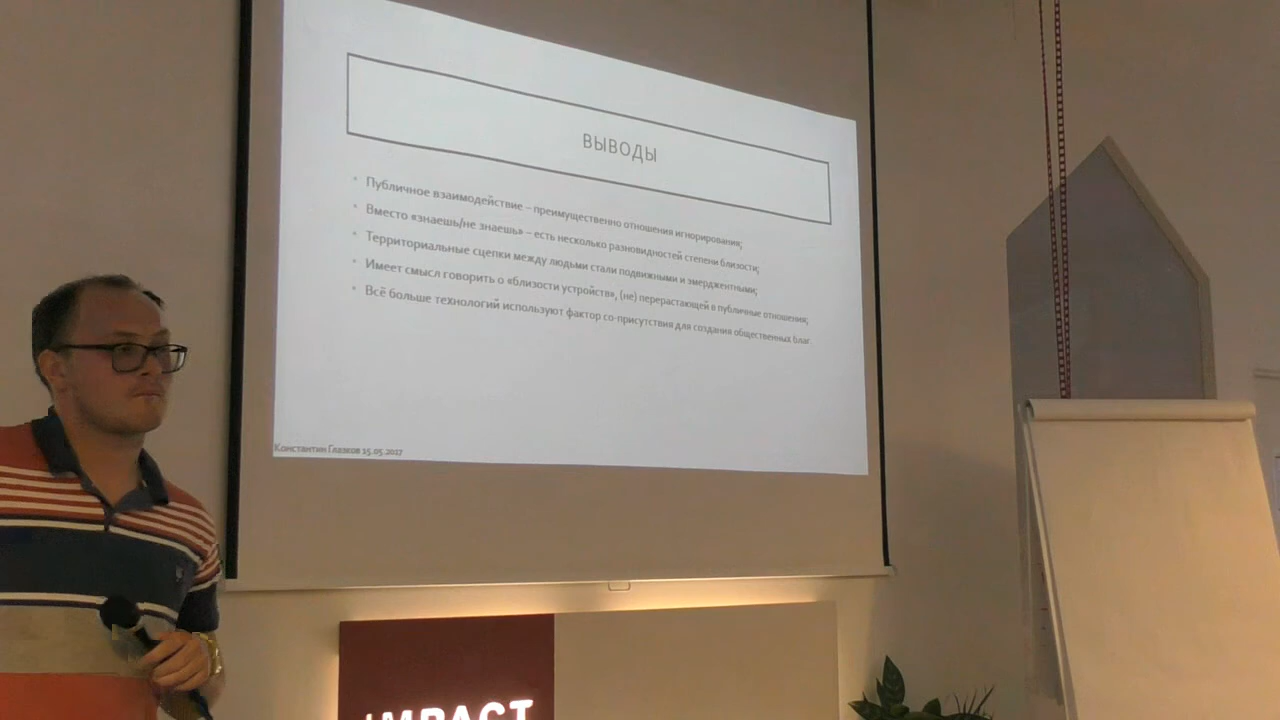 ВЫВОДЫ
Публичное взаимодействие – преимущественно отношения игнорирования;
Вместо «знаешь/не знаешь» – есть несколько разновидностей степени близости;
Территориальные сцепки между людьми стали подвижными и эмерджентными;
Имеет смысл говорить о «близости устройств», (не) перерастающей в публичные отношения;
Всё больше технологий используют фактор со-присутствия для создания общественных благ.
Константин Глазков 15.05.2017
IMPACT